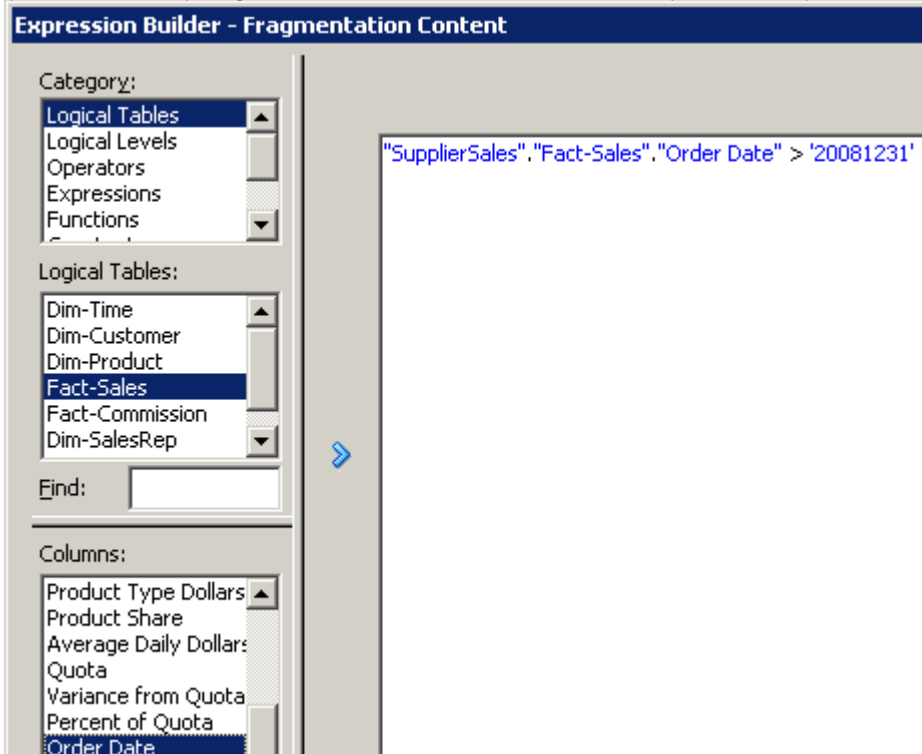 Expression Builder - Fragmentation Content
Category:
Logical Tables
Logical Levels
Operators
Expressions
Functions
"SupplierSales"."Fact-Sales"."Order Date" > '20081231'
Logical Tables:
Dim-Time
Dim-Customer
Dim-Product
Fact-Sales
Fact-Commission
Dim-SalesRep
Find:
Columns:
Product Type Dollars
Product Share
Average Daily Dollars
Quota
Variance from Quota
Percent of Quota
Order Date